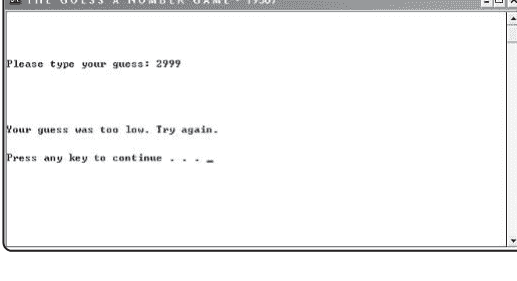 THE GUESS A NUMBER GAME
Please type your guess: 2999
Your guess was too low. Try again.
Press any key to continue . . . _